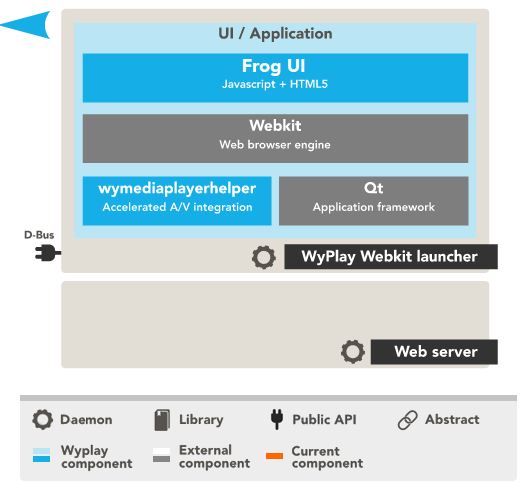 UI / Application
Frog UI
Javascript + HTML5
Webkit
Web browser engine
wymediaplayerhelper
Accelerated A/V integration
Qt
Application framework
D-Bus
WyPlay Webkit launcher
Web server
Daemon
Library
Public API
Abstract
Wyplay
component
External
component
Current
component